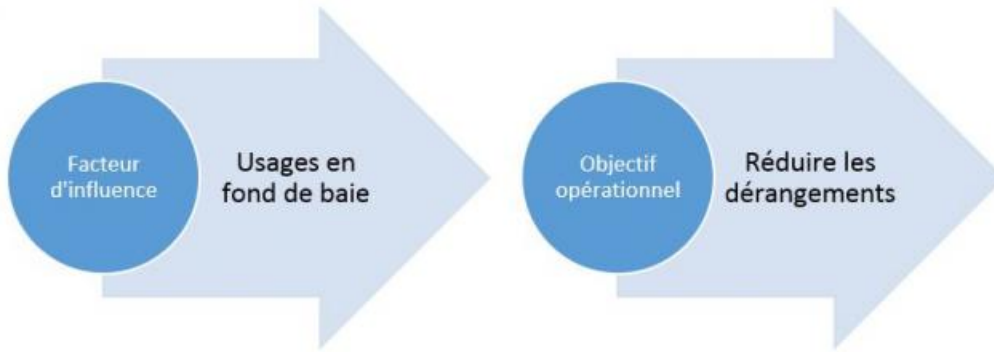 Facteur
d'influence
Usages en
fond de baie
Objectif
opérationnel
Réduire les
dérangements